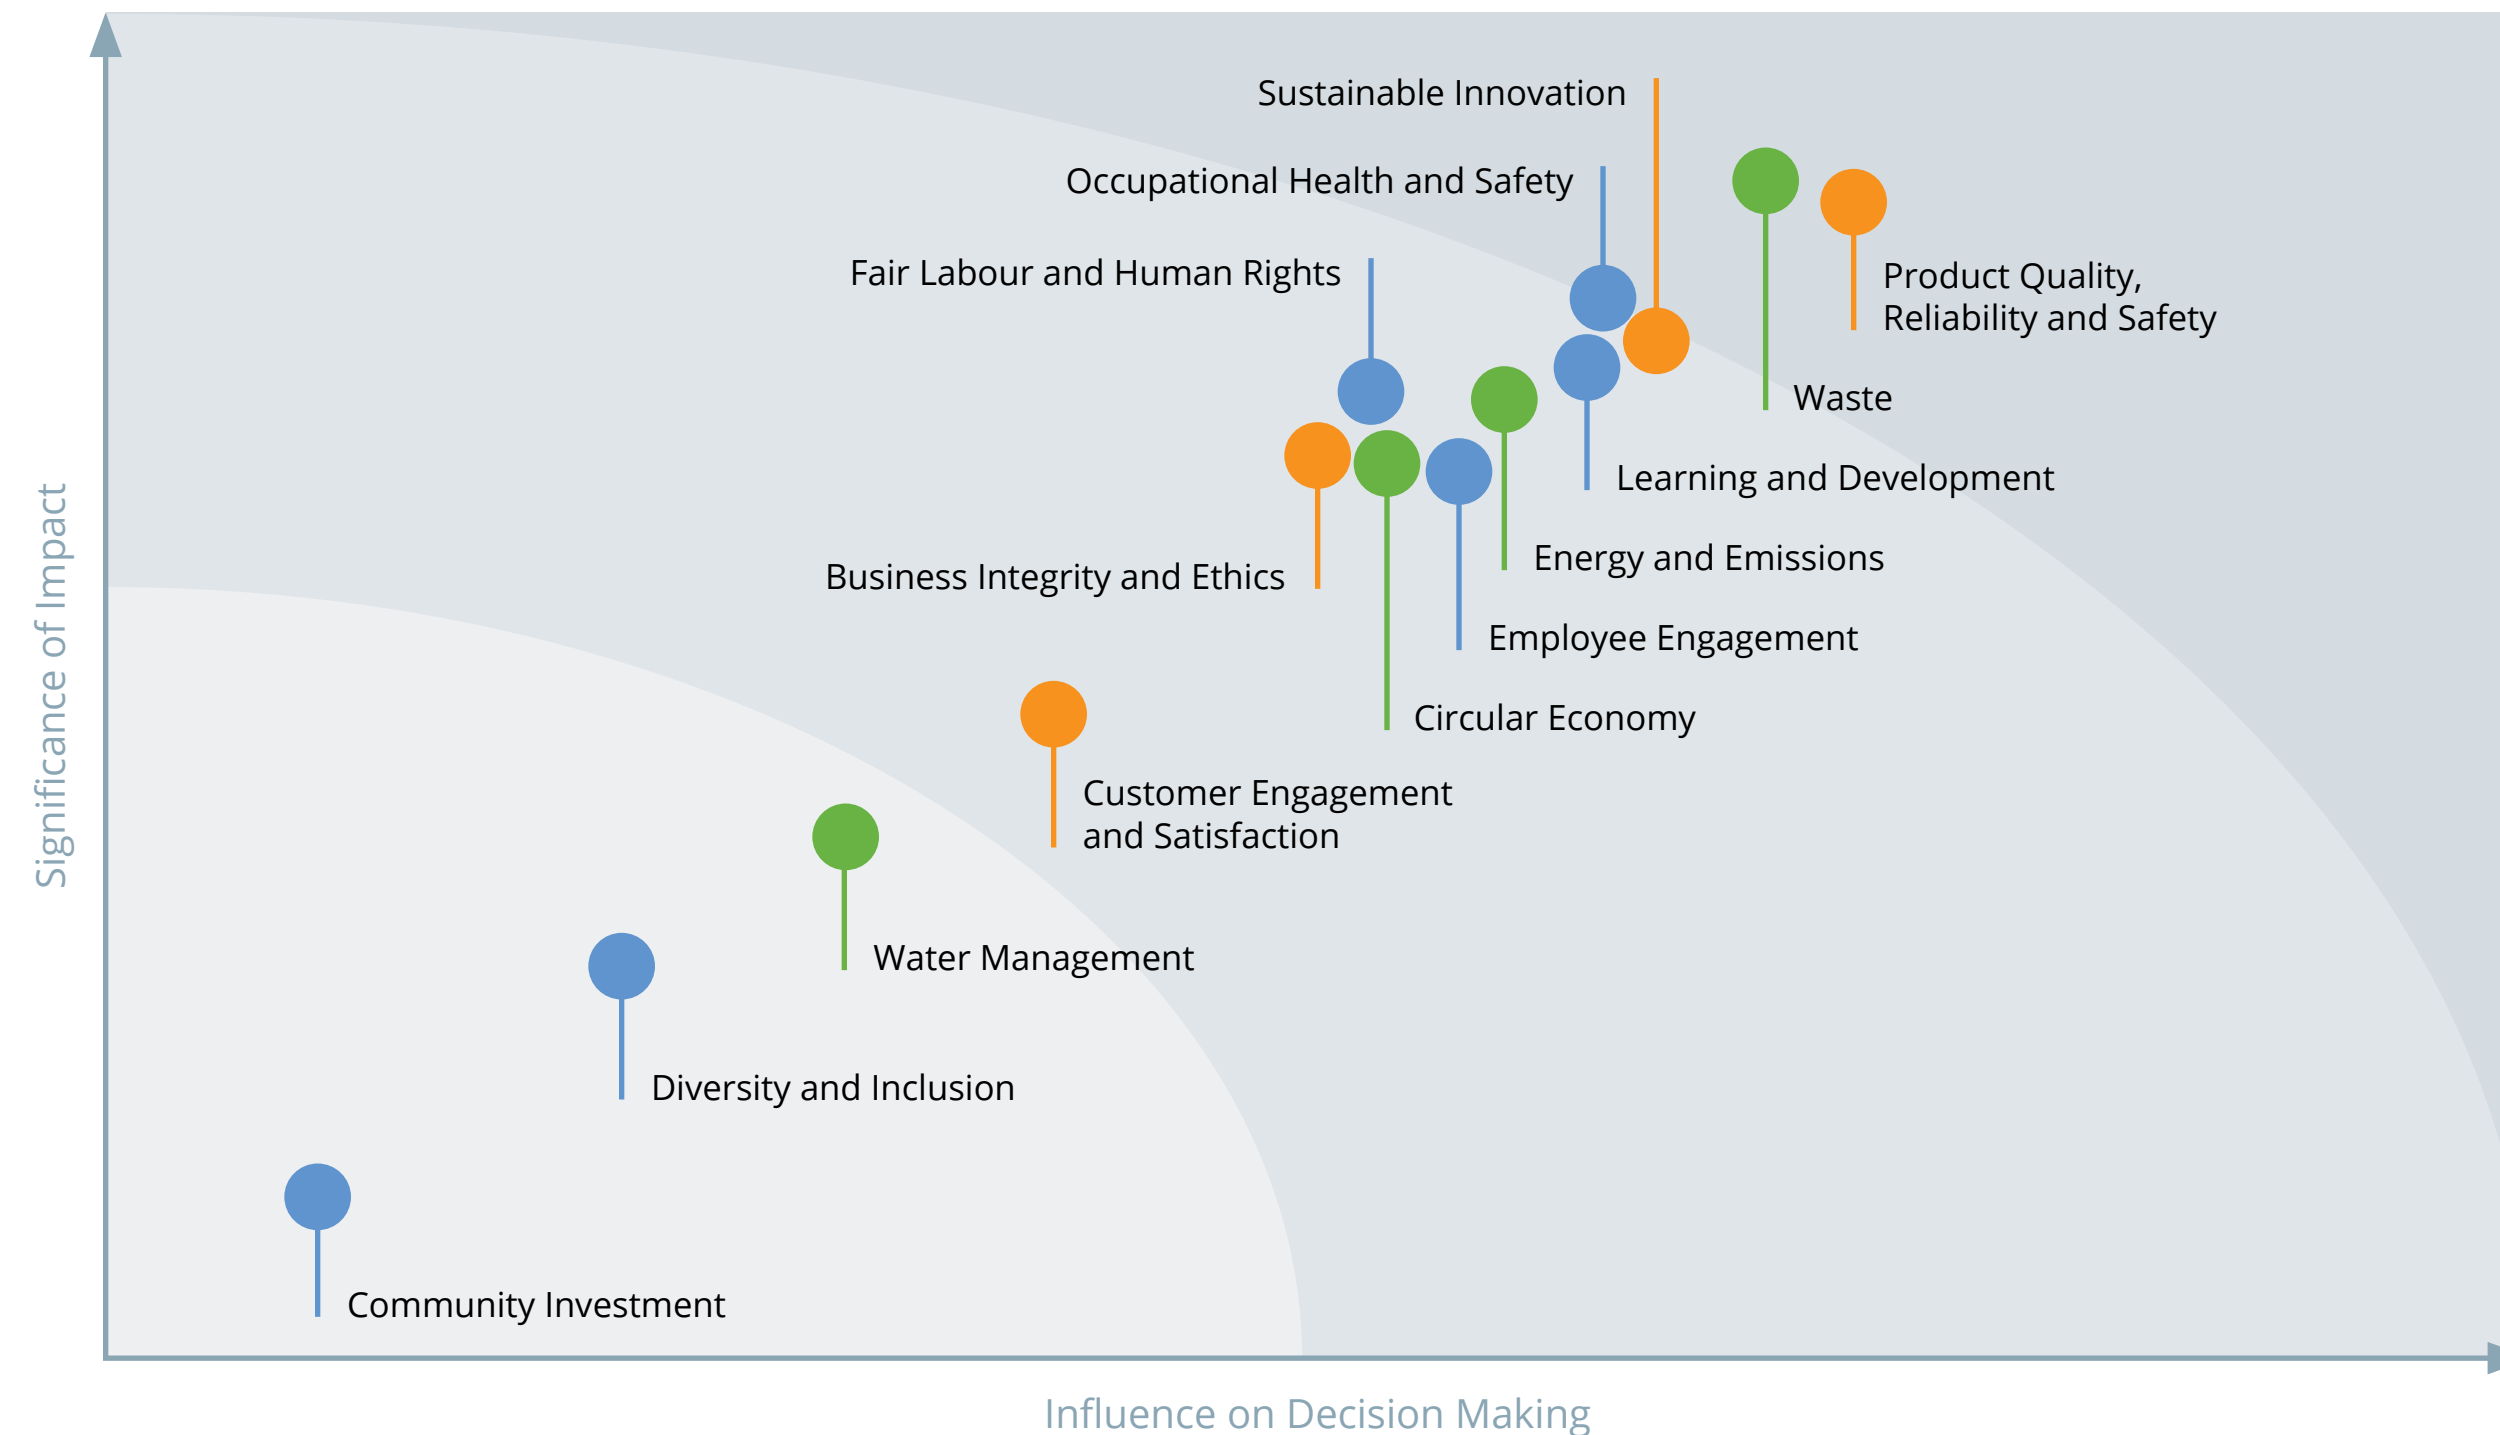 Sustainable Innovation
Occupational Health and Safety
Fair Labour and Human Rights
Product Quality,
Reliability and Safety
Waste
Learning and Development
Energy and Emissions
Business Integrity and Ethics
Employee Engagement
Circular Economy
Customer Engagement
and Satisfaction
Water Management
Diversity and Inclusion
Community Investment
Significance of Impact
Influence on Decision Making